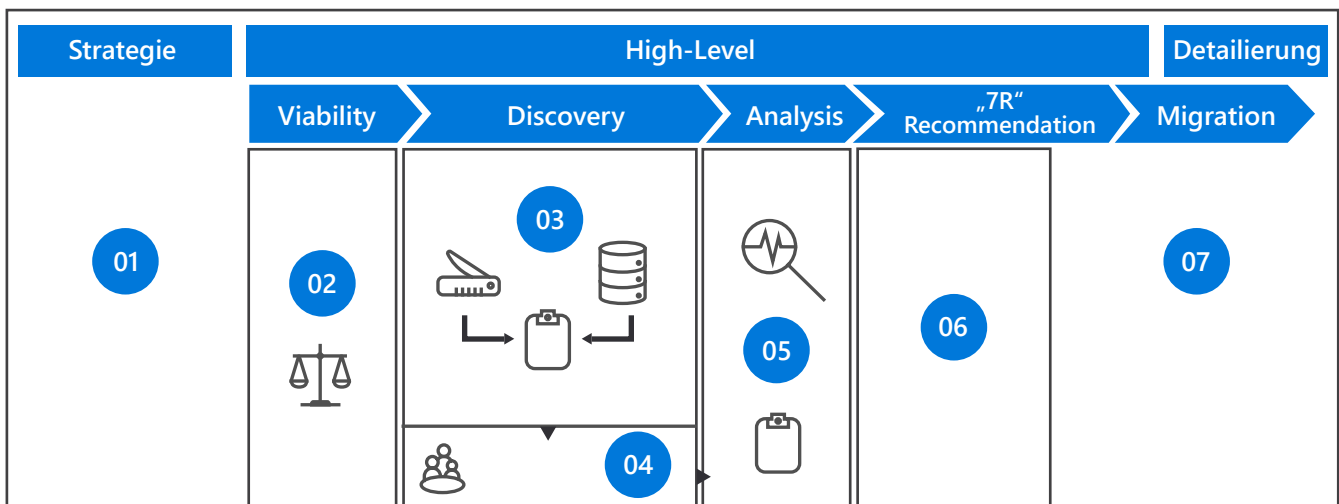 Strategie
High-Level
Detailierung
Viability
Discovery
Analysis
„7R“
Recommendation
Migration
01
02
03
04
05
06
07